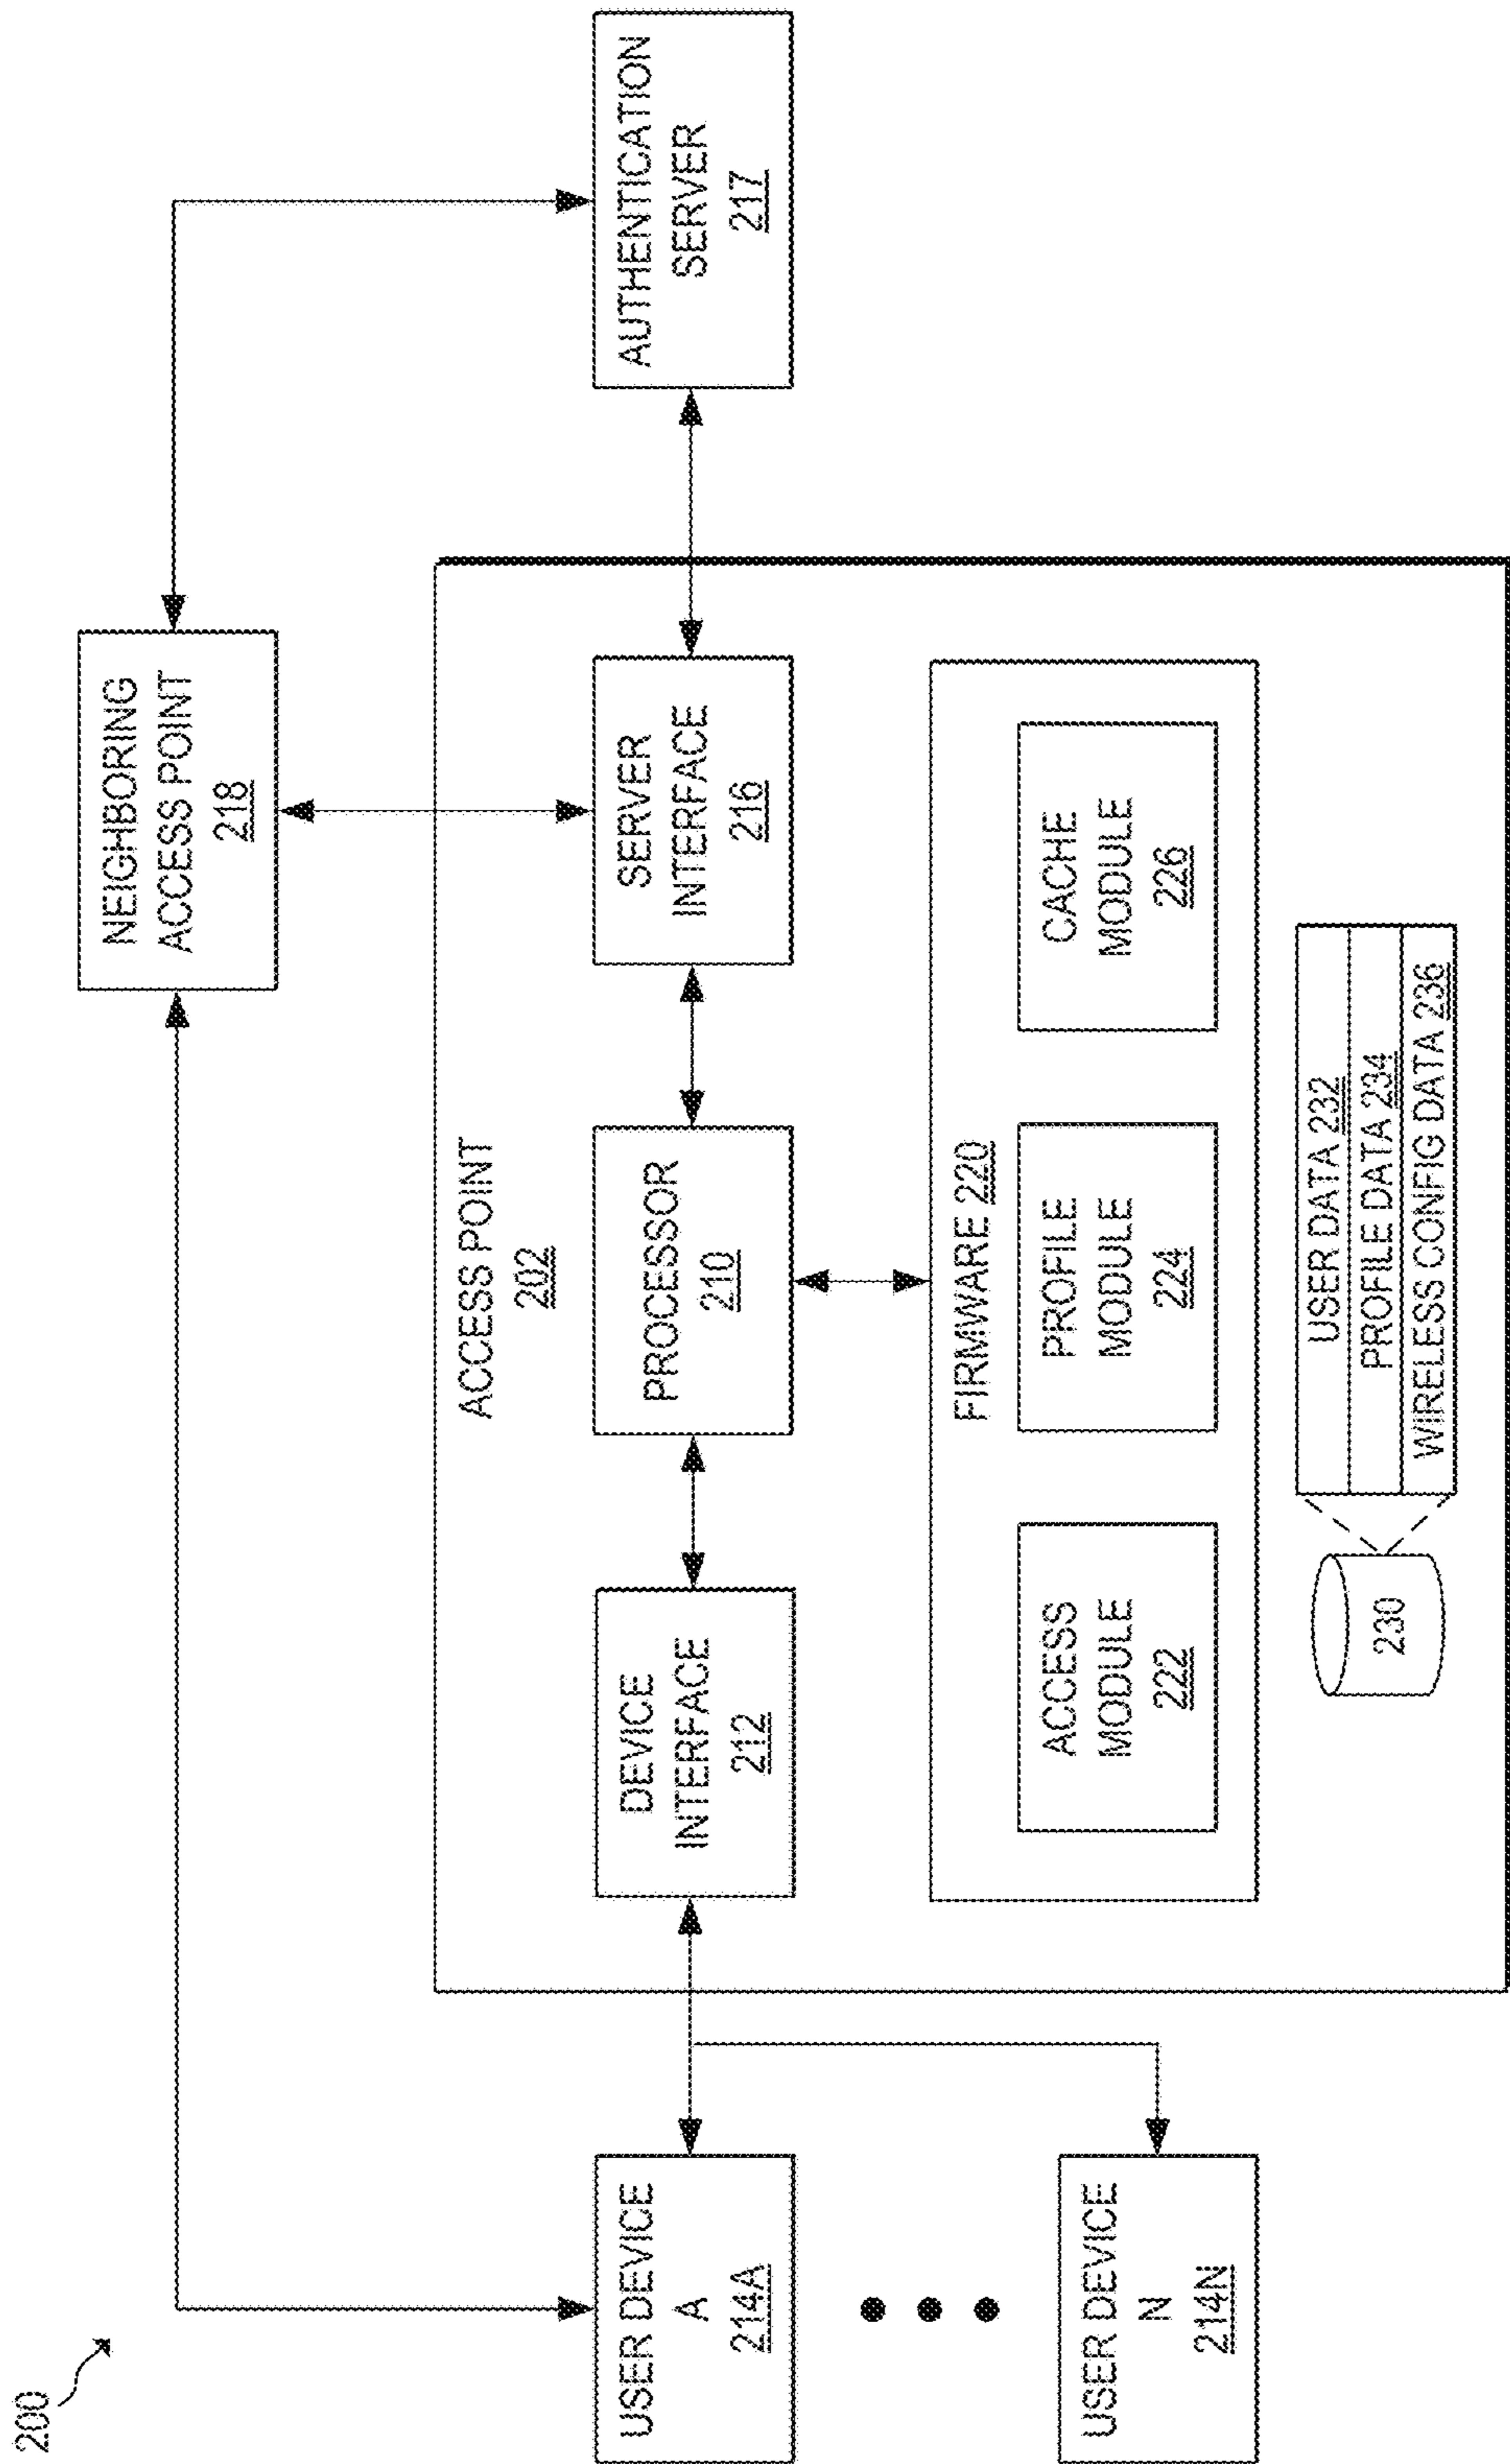 200
NEIGHBORING
ACCESS POINT
218
ACCESS POINT
202
USER DEVICE
A
214A
DEVICE
INTERFACE
212
PROCESSOR
210
SERVER
INTERFACE
216
AUTHENTICATION
SERVER
217
FIRMWARE 220
ACCESS
MODULE
222
PROFILE
MODULE
224
CACHE
MODULE
226
USER DEVICE
N
214N
230
USER DATA 232
PROFILE DATA 234
WIRELESS CONFIG DATA 236